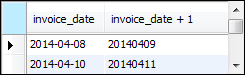 invoice_date invoice_date + 1
2014-04-08 20140409
2014-04-10 20140411